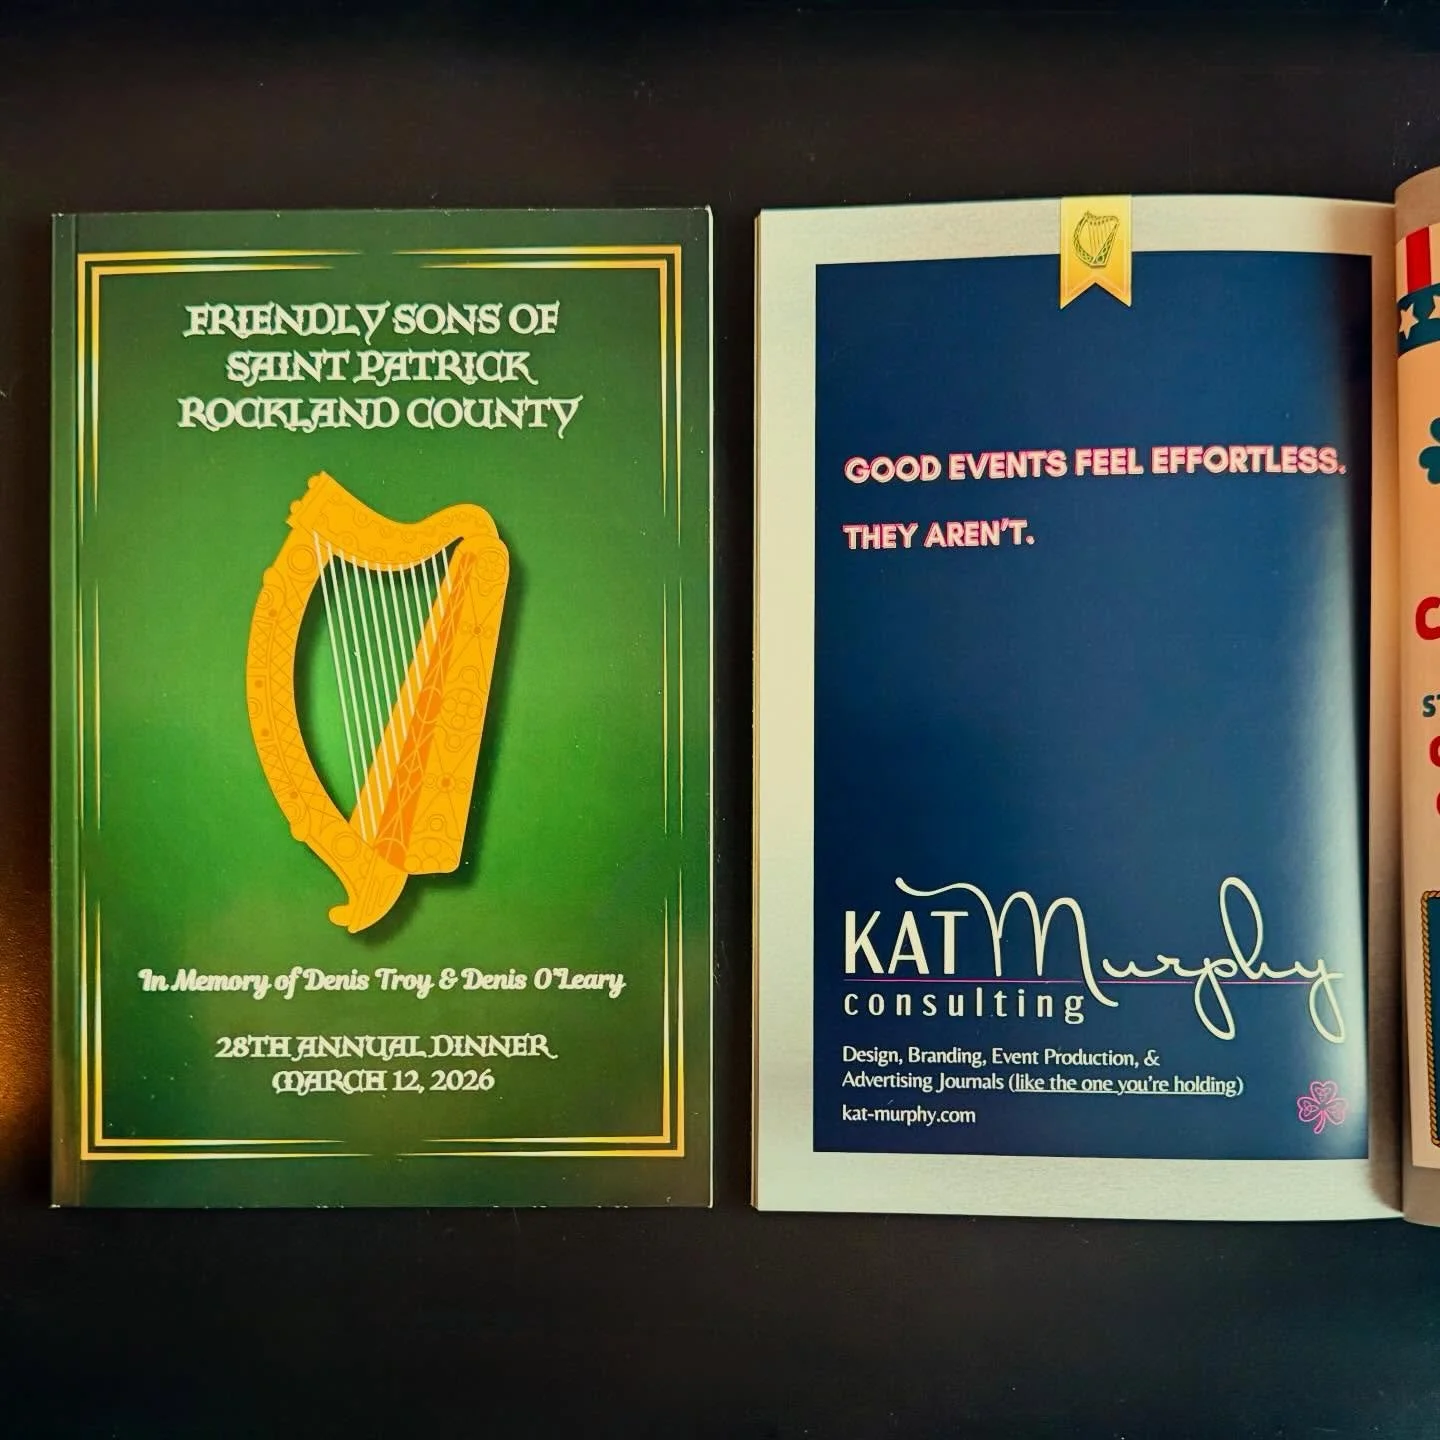 FRIENDLY SONS OF
SAINT PATRICK
ROCKLAND COUNTY
In Memory of Denis Troy & Denis O'Leary
28TH ANNUAL DINNER
MARCH 12, 2026
GOOD EVENTS FEEL EFFORTLESS.
THEY AREN'T.
KAT Murphy
consulting
Design, Branding, Event Production, &
Advertising Journals (like the one you're holding)
kat-murphy.com